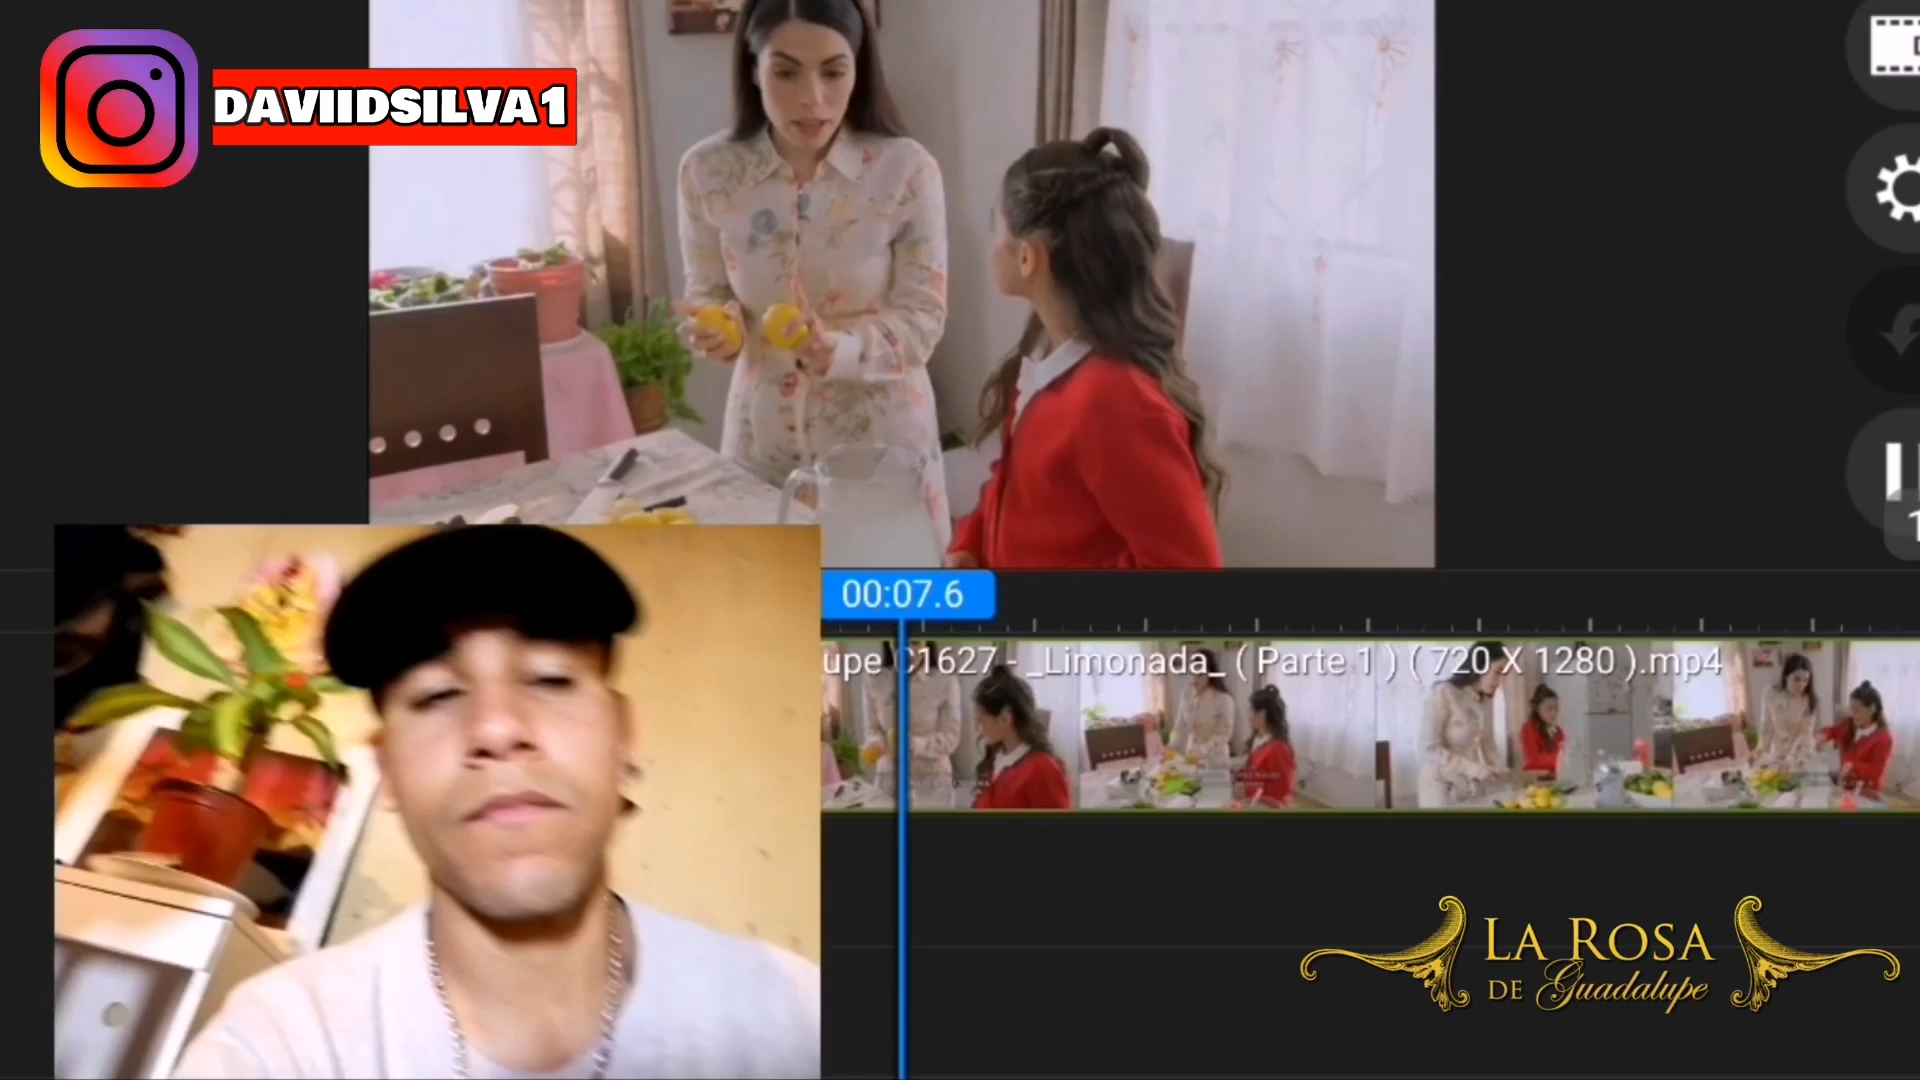 DAVIIDSILVA1
00:07.6
upe C1627 - _Limonada_ ( Parte 1 ) ( 720 X 1280 ).mp4
LA ROSA
DE Guadalupe